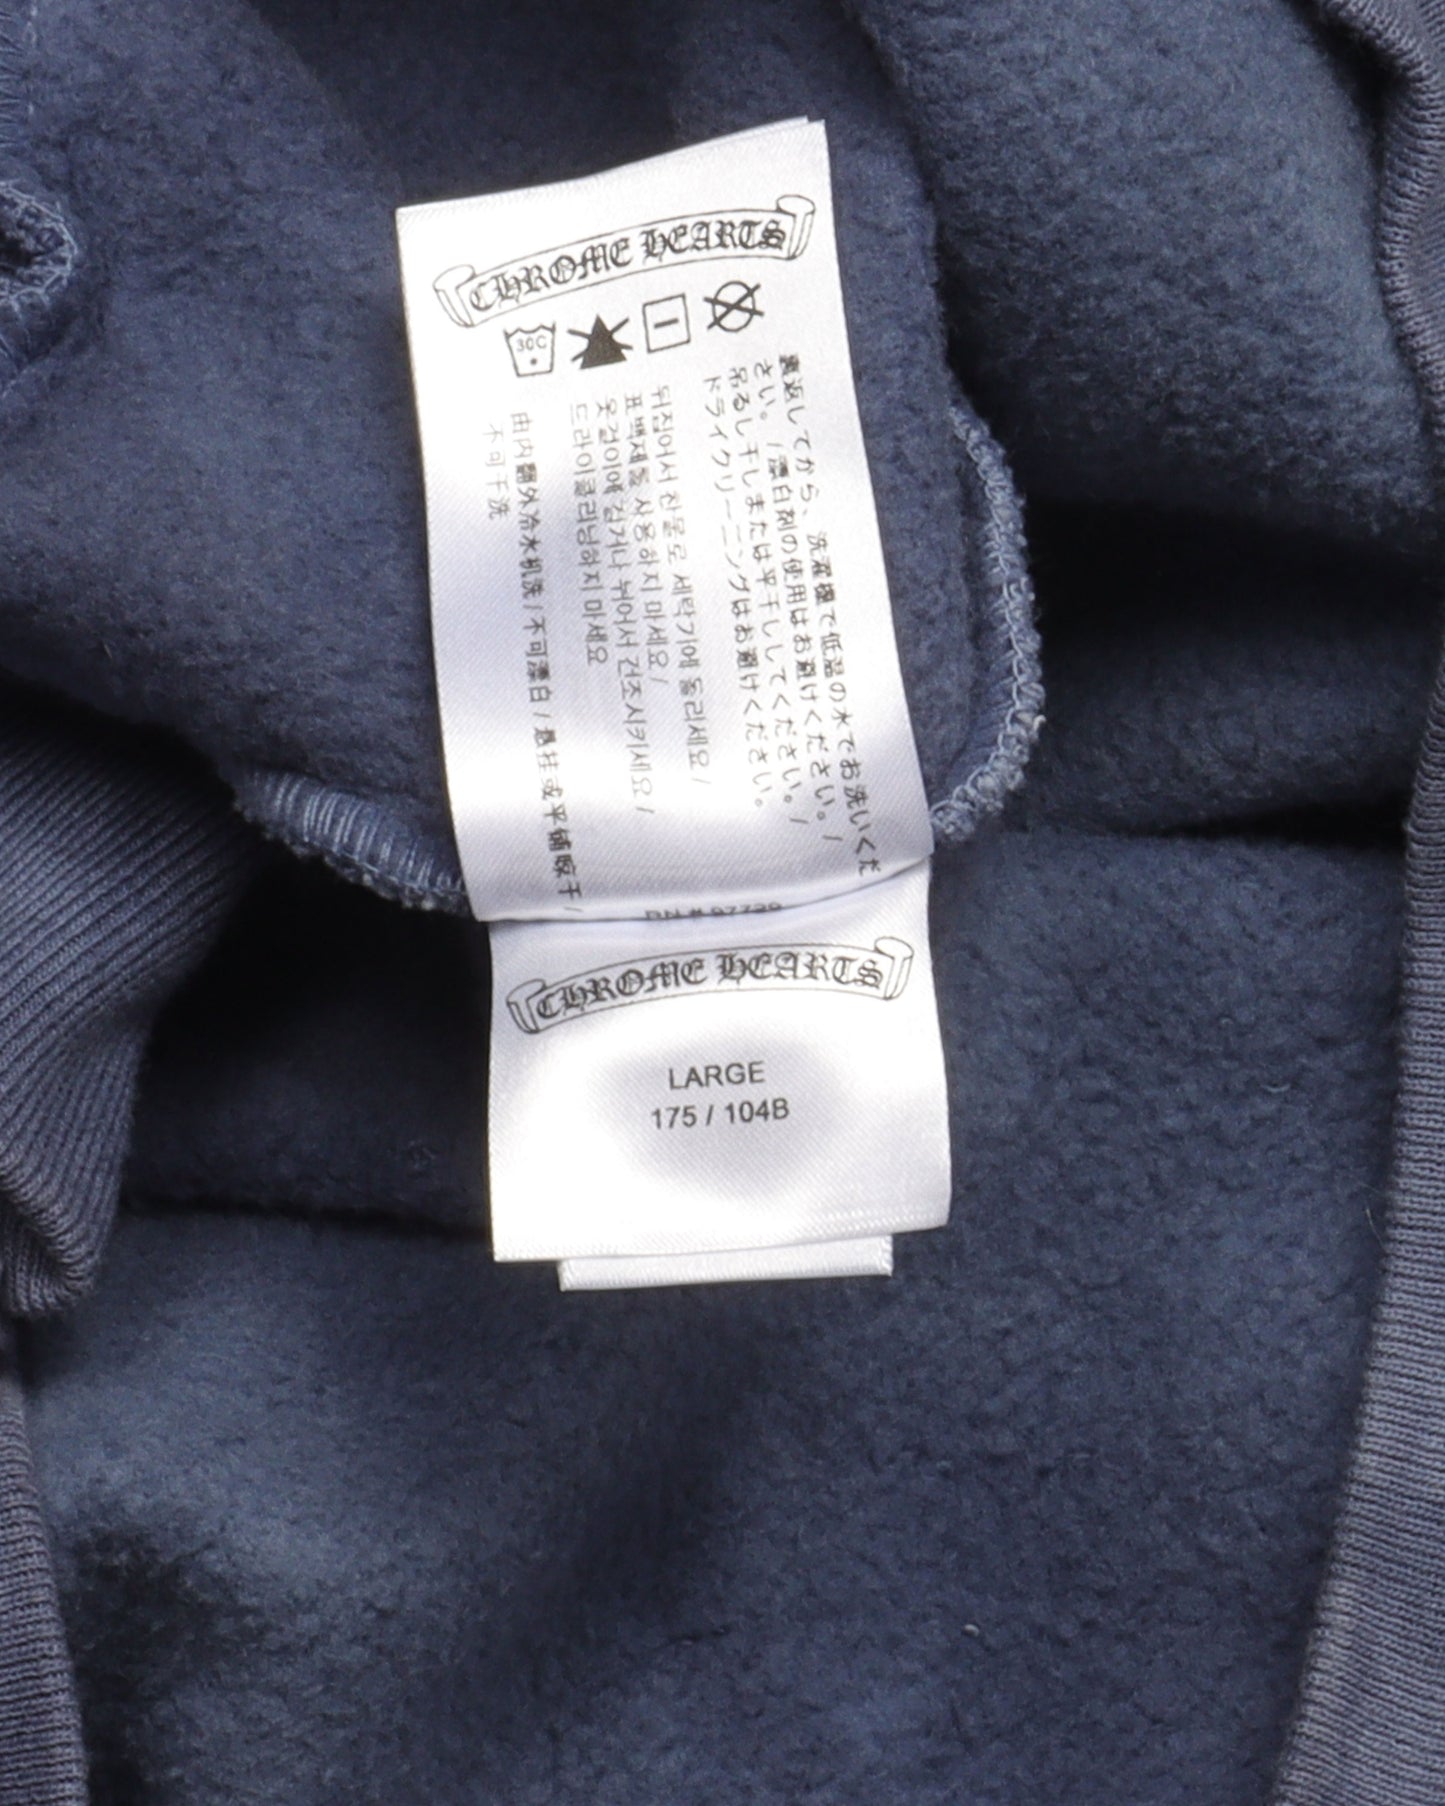 CHROME HEARTS
30C
裏返してから、洗濯機で低温の水でお洗いくだ
さい。/漂白剤の使用はお避けください。/
吊るし干しまたは平干ししてください。/
ドライクリーニングはお避けください。
뒤집어서 찬물로 세탁기에 돌리세요/
표백제를 사용하지 마세요/
옷걸이에 걸거나 뉘어서 건조시키세요/
드라이클리닝하지 마세요
由内翻外冷水机洗/不可漂白/悬挂或平铺晾干/
不可干洗
RN # 97729
CHROME HEARTS
LARGE
175 / 104B